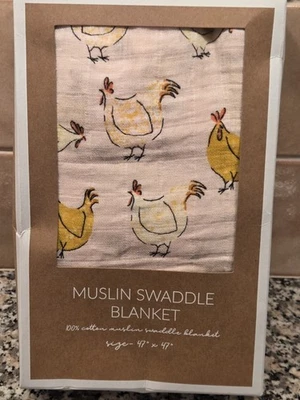 MUSLIN SWADDLE
BLANKET
100% cotton muslin swaddle blanket
size- 47" x 47"